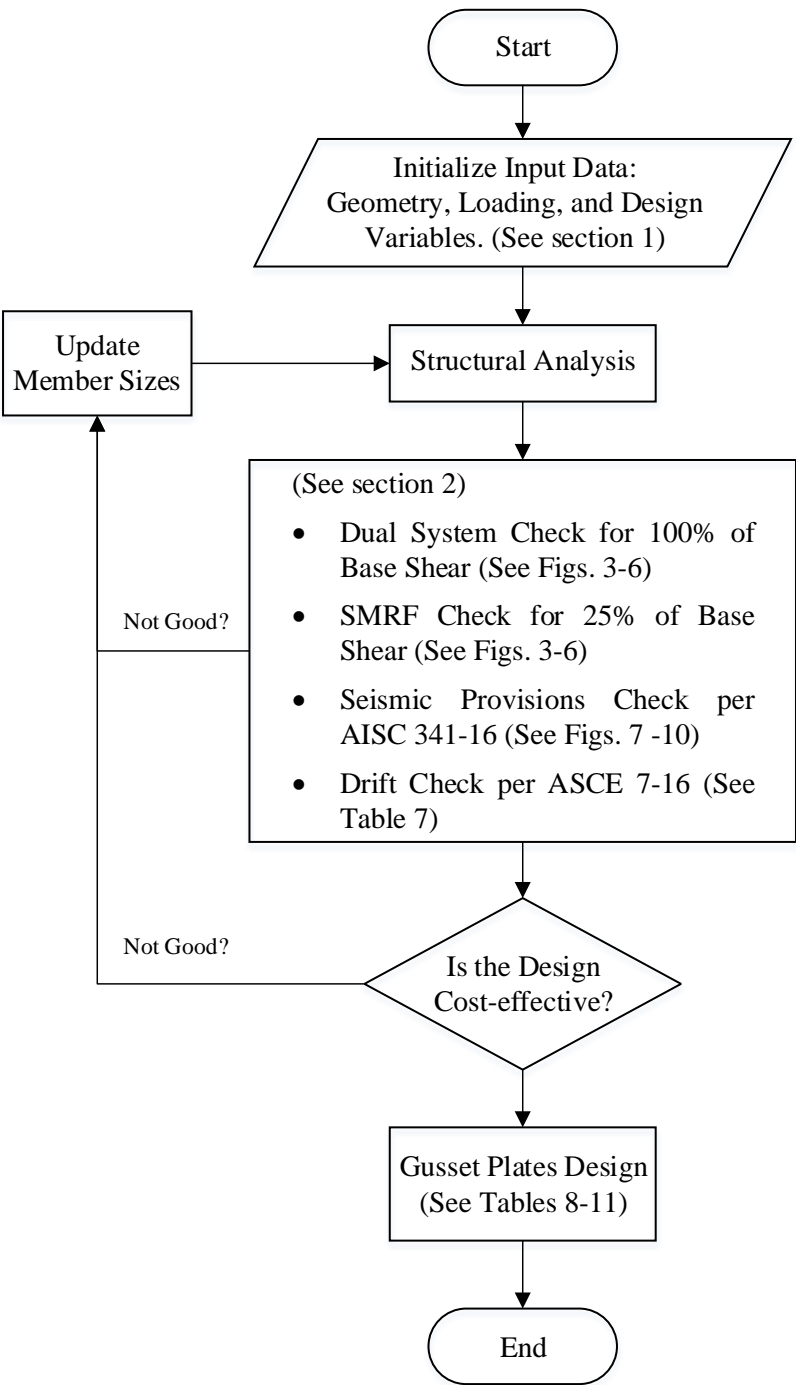 Start
Initialize Input Data:
Geometry, Loading, and Design
Variables. (See section 1)
Update
Member Sizes
Structural Analysis
(See section 2)
• Dual System Check for 100% of
Base Shear (See Figs. 3-6)
• SMRF Check for 25% of Base
Shear (See Figs. 3-6)
• Seismic Provisions Check per
AISC 341-16 (See Figs. 7 -10)
• Drift Check per ASCE 7-16 (See
Table 7)
Not Good?
Not Good?
Is the Design
Cost-effective?
Gusset Plates Design
(See Tables 8-11)
End